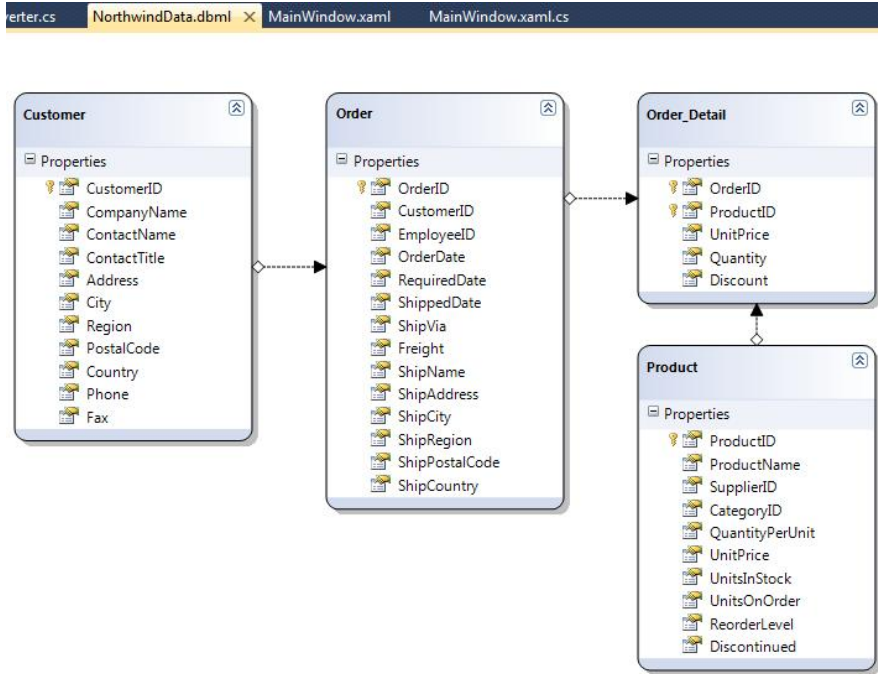 verter.cs NorthwindData.dbml MainWindow.xaml MainWindow.xaml.cs
Customer
Properties
CustomerID
CompanyName
ContactName
ContactTitle
Address
City
Region
PostalCode
Country
Phone
Fax
Order
Properties
OrderID
CustomerID
EmployeeID
OrderDate
RequiredDate
ShippedDate
ShipVia
Freight
ShipName
ShipAddress
ShipCity
ShipRegion
ShipPostalCode
ShipCountry
Order_Detail
Properties
OrderID
ProductID
UnitPrice
Quantity
Discount
Product
Properties
ProductID
ProductName
SupplierID
CategoryID
QuantityPerUnit
UnitPrice
UnitsInStock
UnitsOnOrder
ReorderLevel
Discontinued